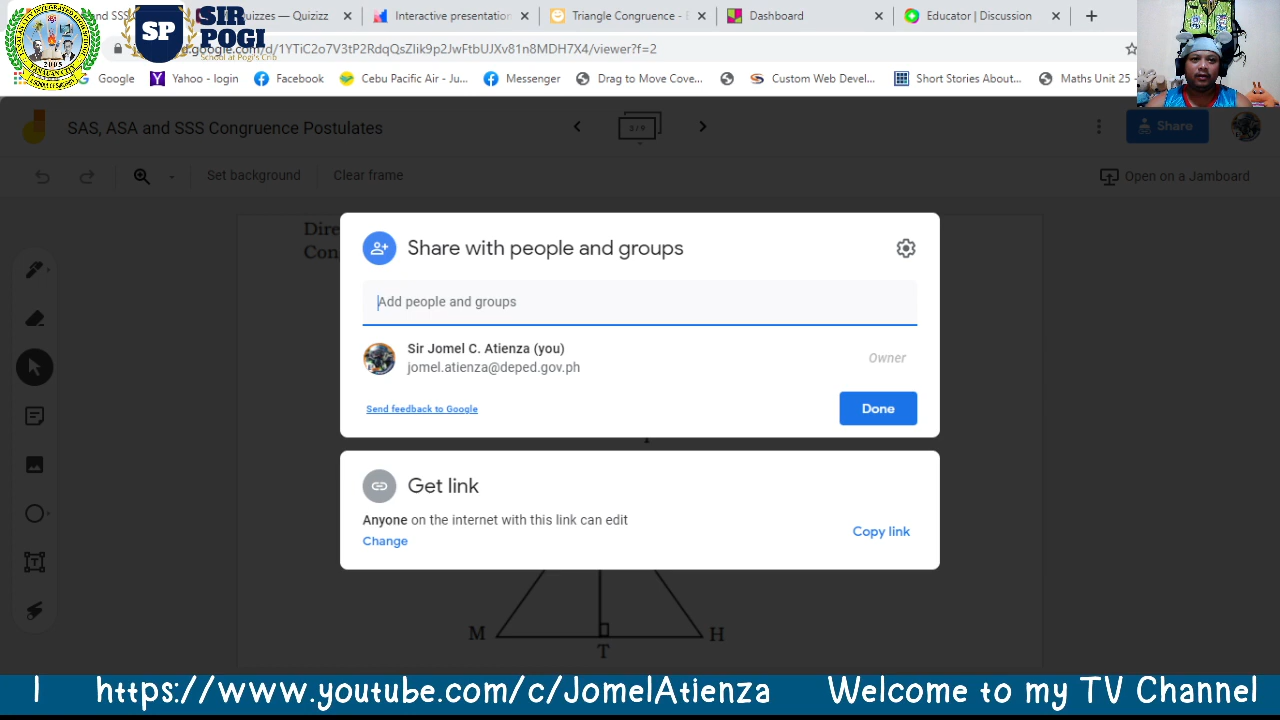 and SSS
Quizzes — Quizizz
Interactive presentation
Triangle Congruence -
Dashboard
Educator | Discussion
SP
SIR
POGI
School at Pogi's Crib
2005
.google.com/d/1YTiC2o7V3tP2RdqQsZlik9p2JwFtbUJXv81n8MDH7X4/viewer?f=2
Google
Yahoo - login
Facebook
Cebu Pacific Air - Ju...
Messenger
Drag to Move Cove...
Custom Web Devel...
Short Stories About...
Maths Unit 25 -
SAS, ASA and SSS Congruence Postulates
3 / 9
Share
Set background
Clear frame
Open on a Jamboard
Dire
Con
Share with people and groups
Add people and groups
Sir Jomel C. Atienza (you)
jomel.atienza@deped.gov.ph
Owner
Send feedback to Google
Done
Get link
Anyone on the internet with this link can edit
Change
Copy link
M
H
T
https://www.youtube.com/c/JomelAtienza Welcome to my TV Channel